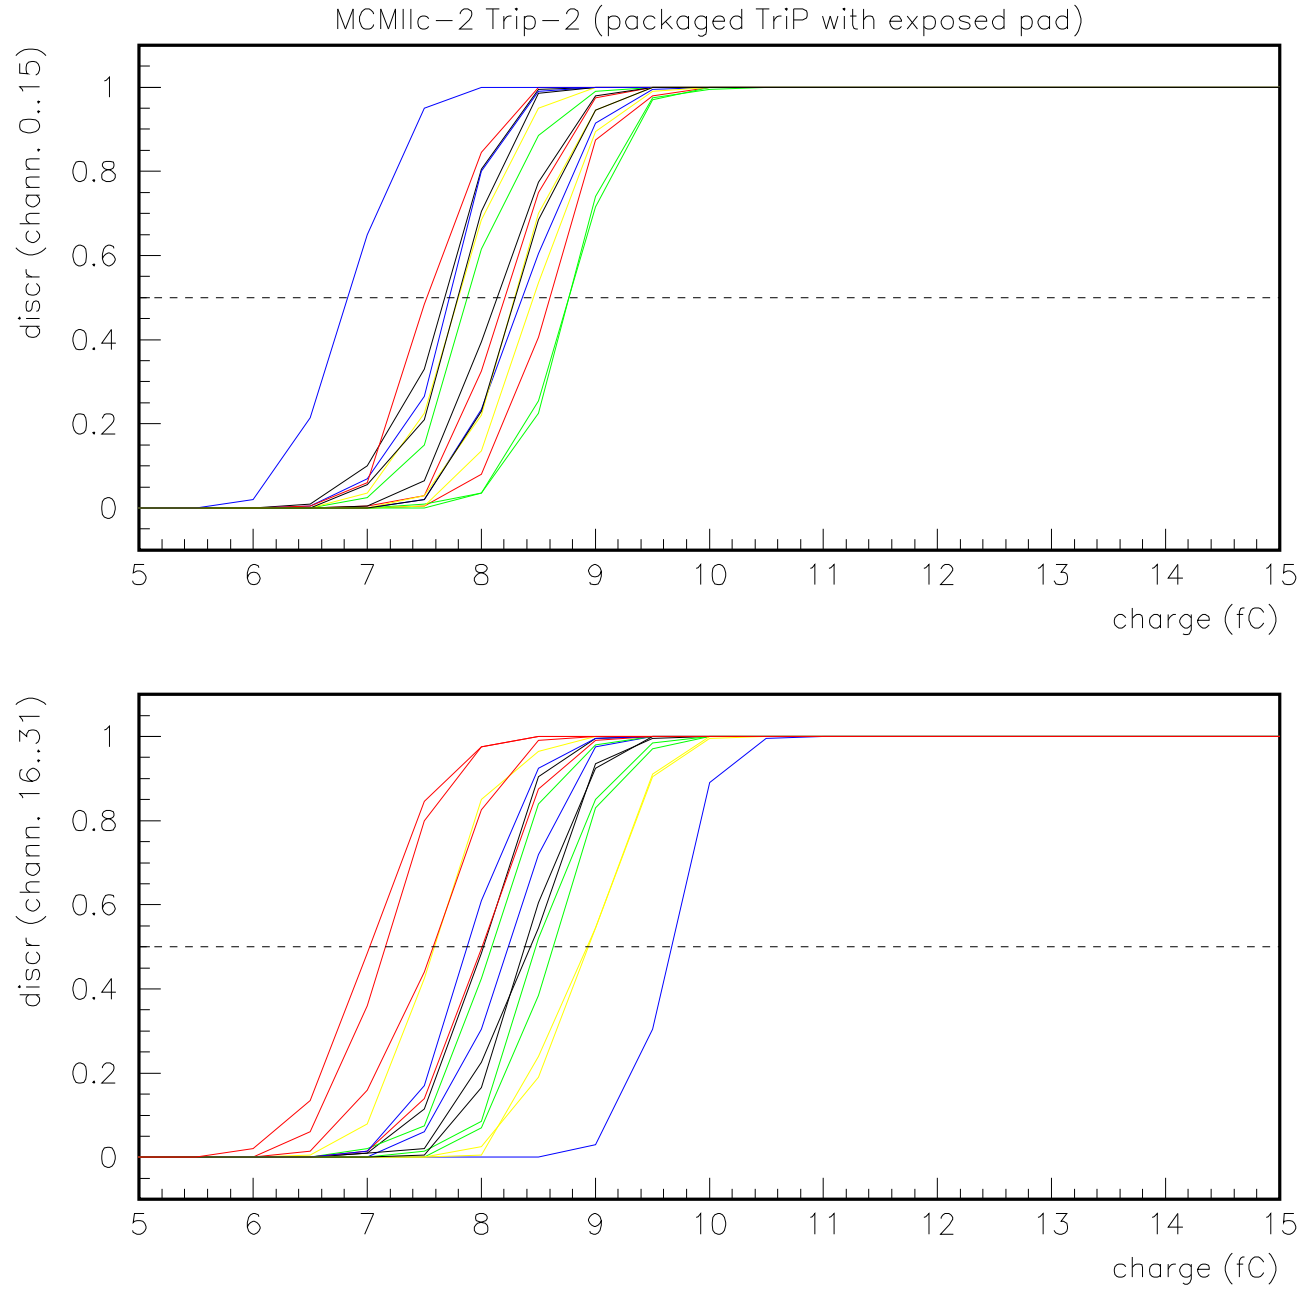 MCMIIc-2 Trip-2 (packaged TriP with exposed pad)
discr (chann. 0..15)
1
0.8
0.6
0.4
0.2
0
5 6 7 8 9 10 11 12 13 14 15
charge (fC)
discr (chann. 16..31)
1
0.8
0.6
0.4
0.2
0
5 6 7 8 9 10 11 12 13 14 15
charge (fC)